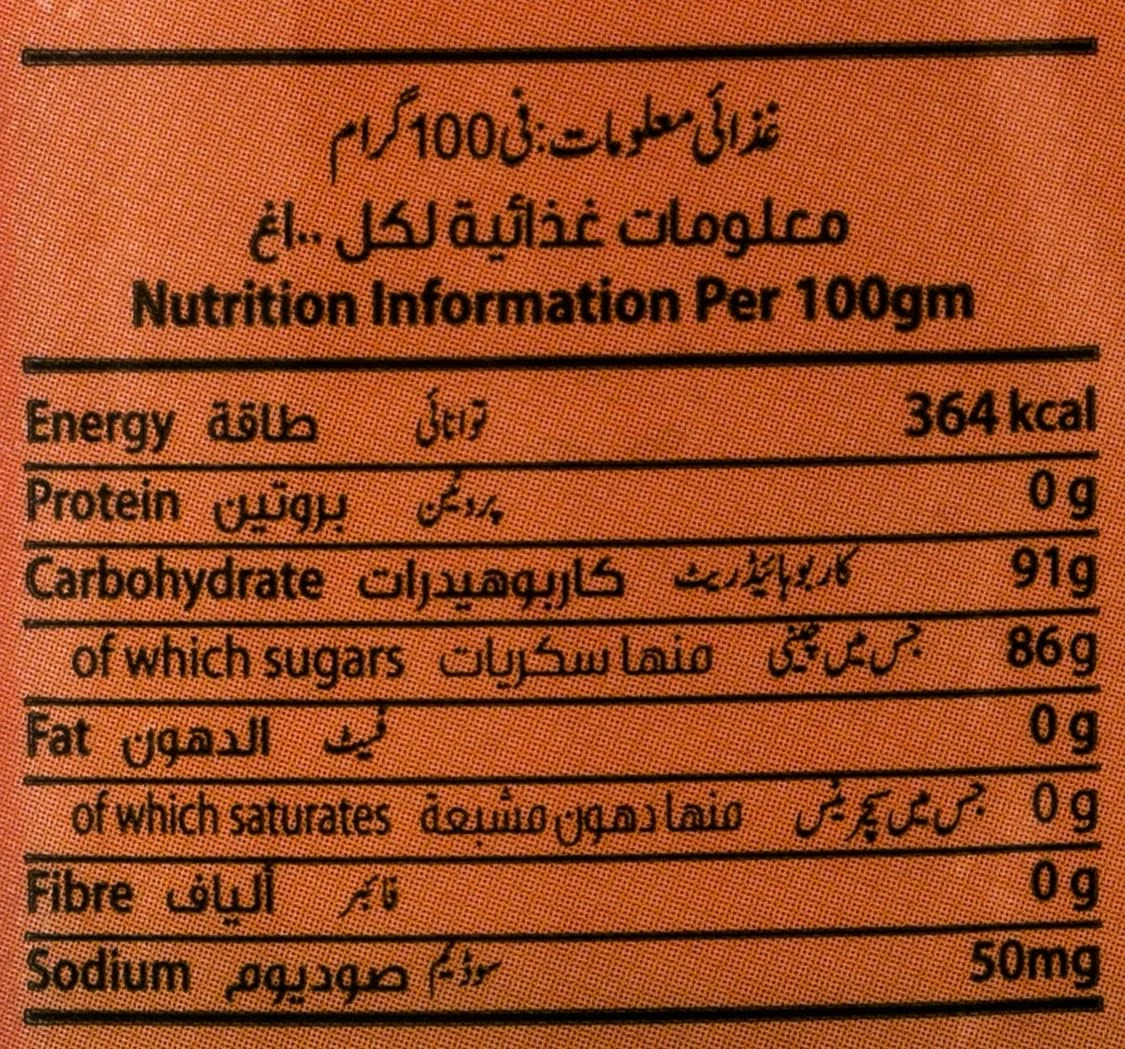 غذائی معلومات: فی 100 گرام
معلومات غذائية لكل ١٠٠غ
Nutrition Information Per 100gm
Energy طاقة توانائی 364 kcal
Protein بروتين پروٹین 0 g
Carbohydrate كاربوهيدرات کاربوہائیڈریٹ 91g
of which sugars منها سكريات جس میں چینی 86g
Fat الدهون فیٹ 0 g
of which saturates منها دهون مشبعة جس میں سیچریٹس 0 g
Fibre ألياف فائبر 0 g
Sodium صوديوم سوڈیم 50mg